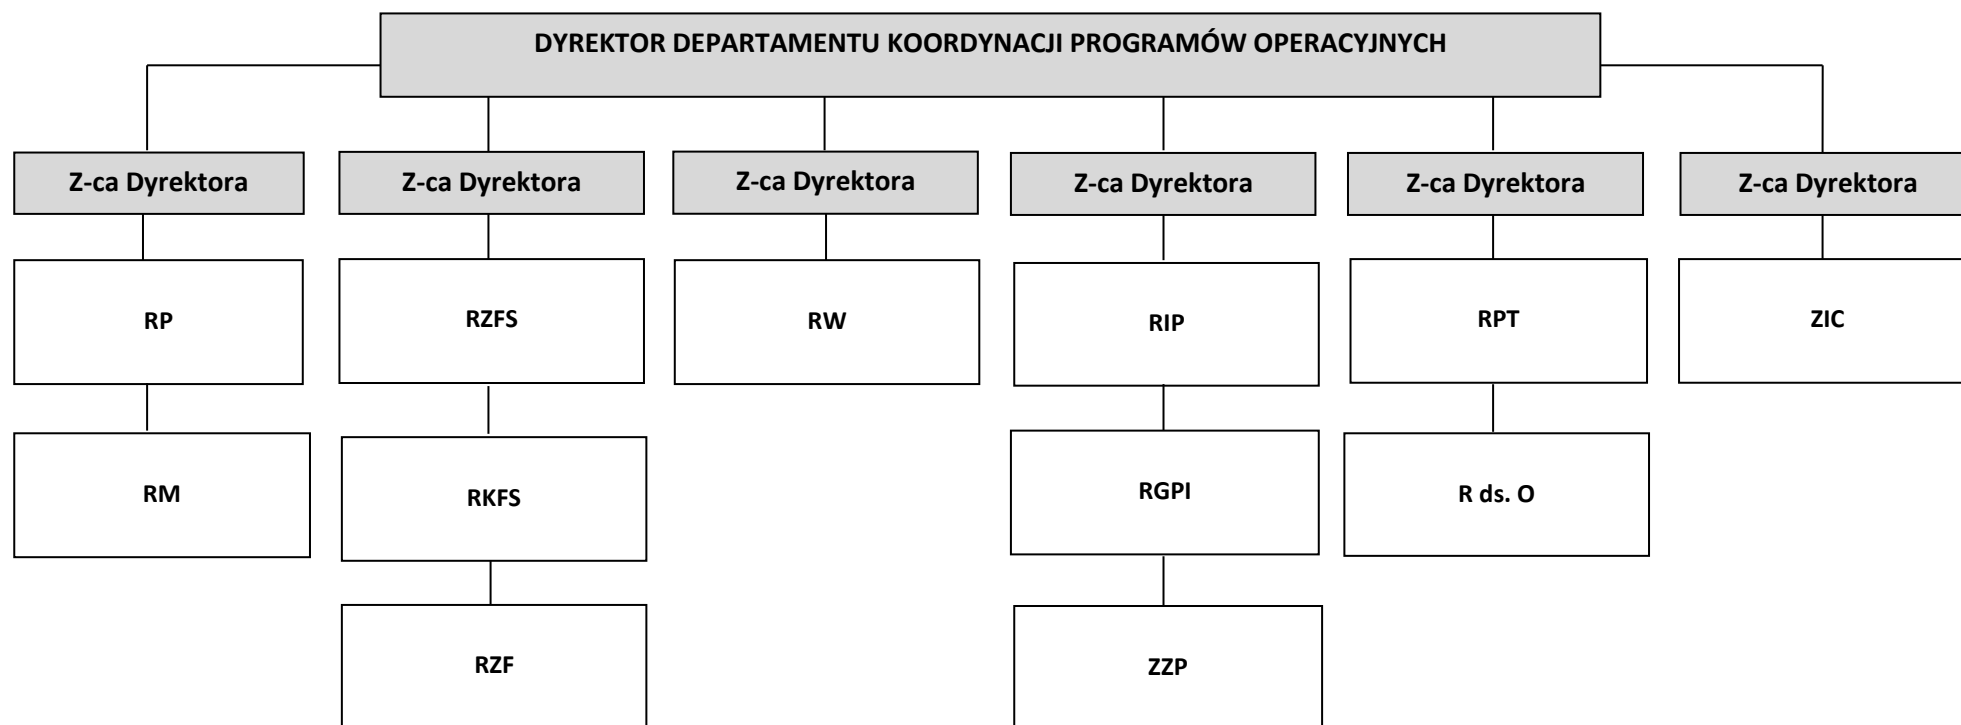 DYREKTOR DEPARTAMENTU KOORDYNACJI PROGRAMÓW OPERACYJNYCH
Z-ca Dyrektora
Z-ca Dyrektora
Z-ca Dyrektora
Z-ca Dyrektora
Z-ca Dyrektora
Z-ca Dyrektora
RP
RZFS
RW
RIP
RPT
ZIC
RM
RKFS
RGPI
R ds. O
RZF
ZZP